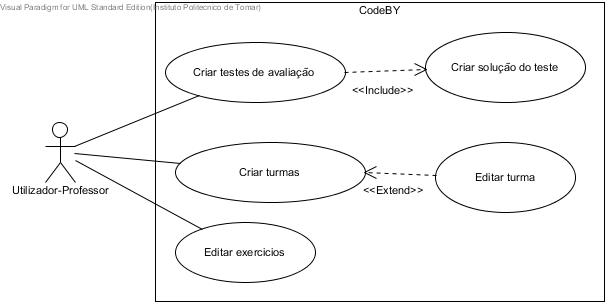 Visual Paradigm for UML Standard Edition(Instituto Politecnico de Tomar)
CodeBY
Criar testes de avaliação
Criar solução do teste
<<Include>>
Criar turmas
Editar turma
<<Extend>>
Utilizador-Professor
Editar exercicios